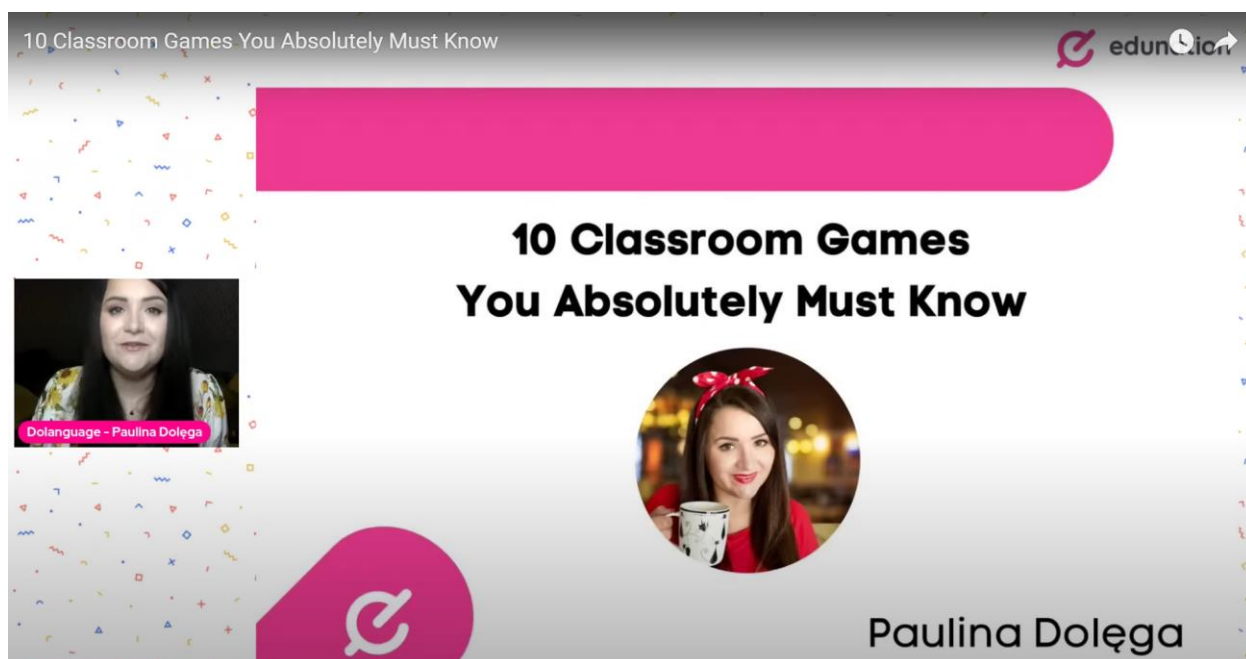 10 Classroom Games You Absolutely Must Know
edunation
10 Classroom Games
You Absolutely Must Know
Dolanguage - Paulina Dolęga
Paulina Dolęga